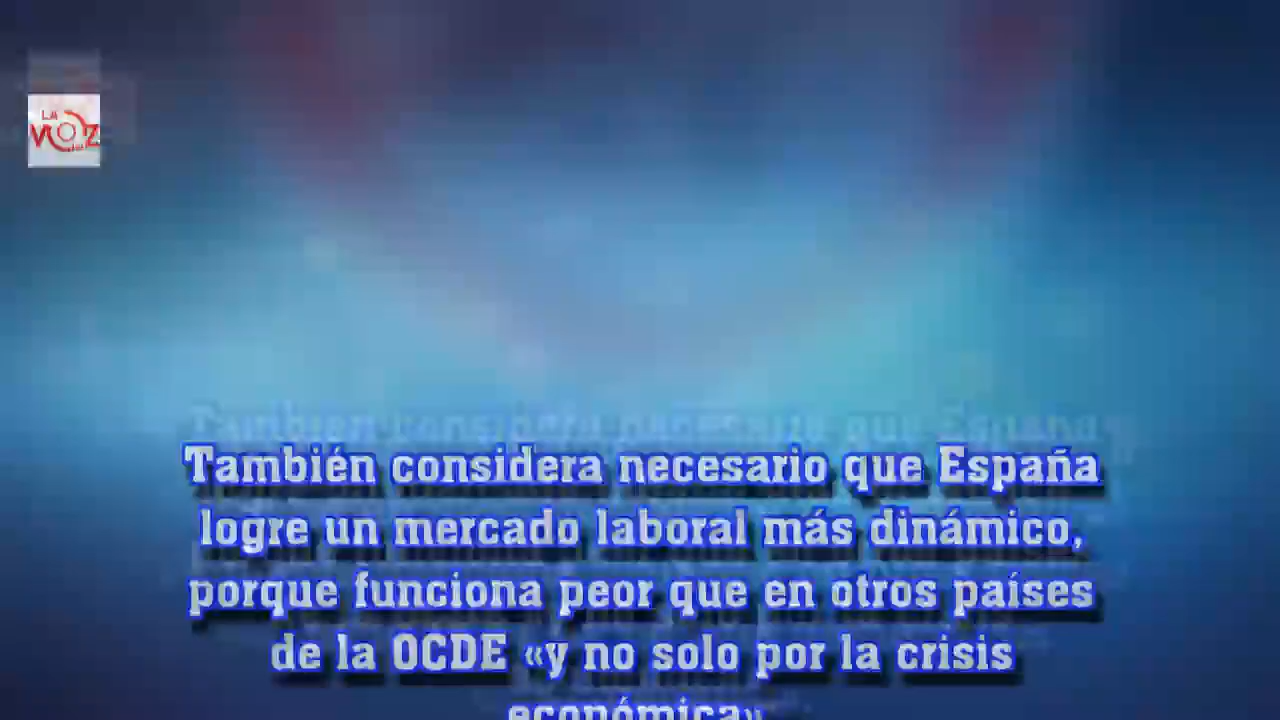 LA
VOZ
También considera necesario que España
logre un mercado laboral más dinámico,
porque funciona peor que en otros países
de la OCDE «y no solo por la crisis
económica»